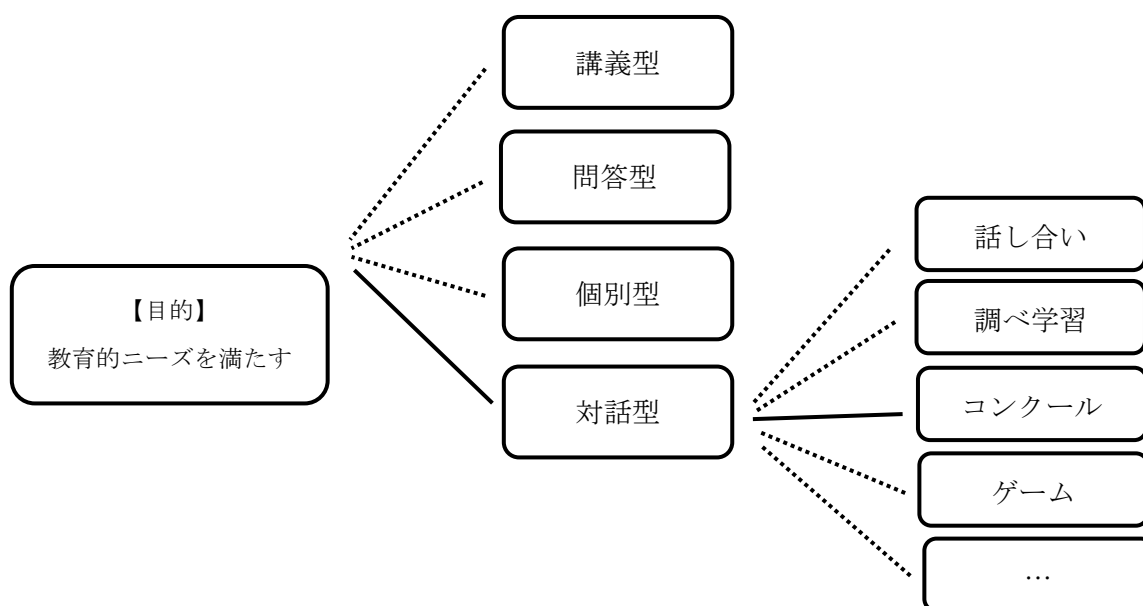 【目的】
教育的ニーズを満たす
講義型
問答型
個別型
対話型
話し合い
調べ学習
コンクール
ゲーム
…